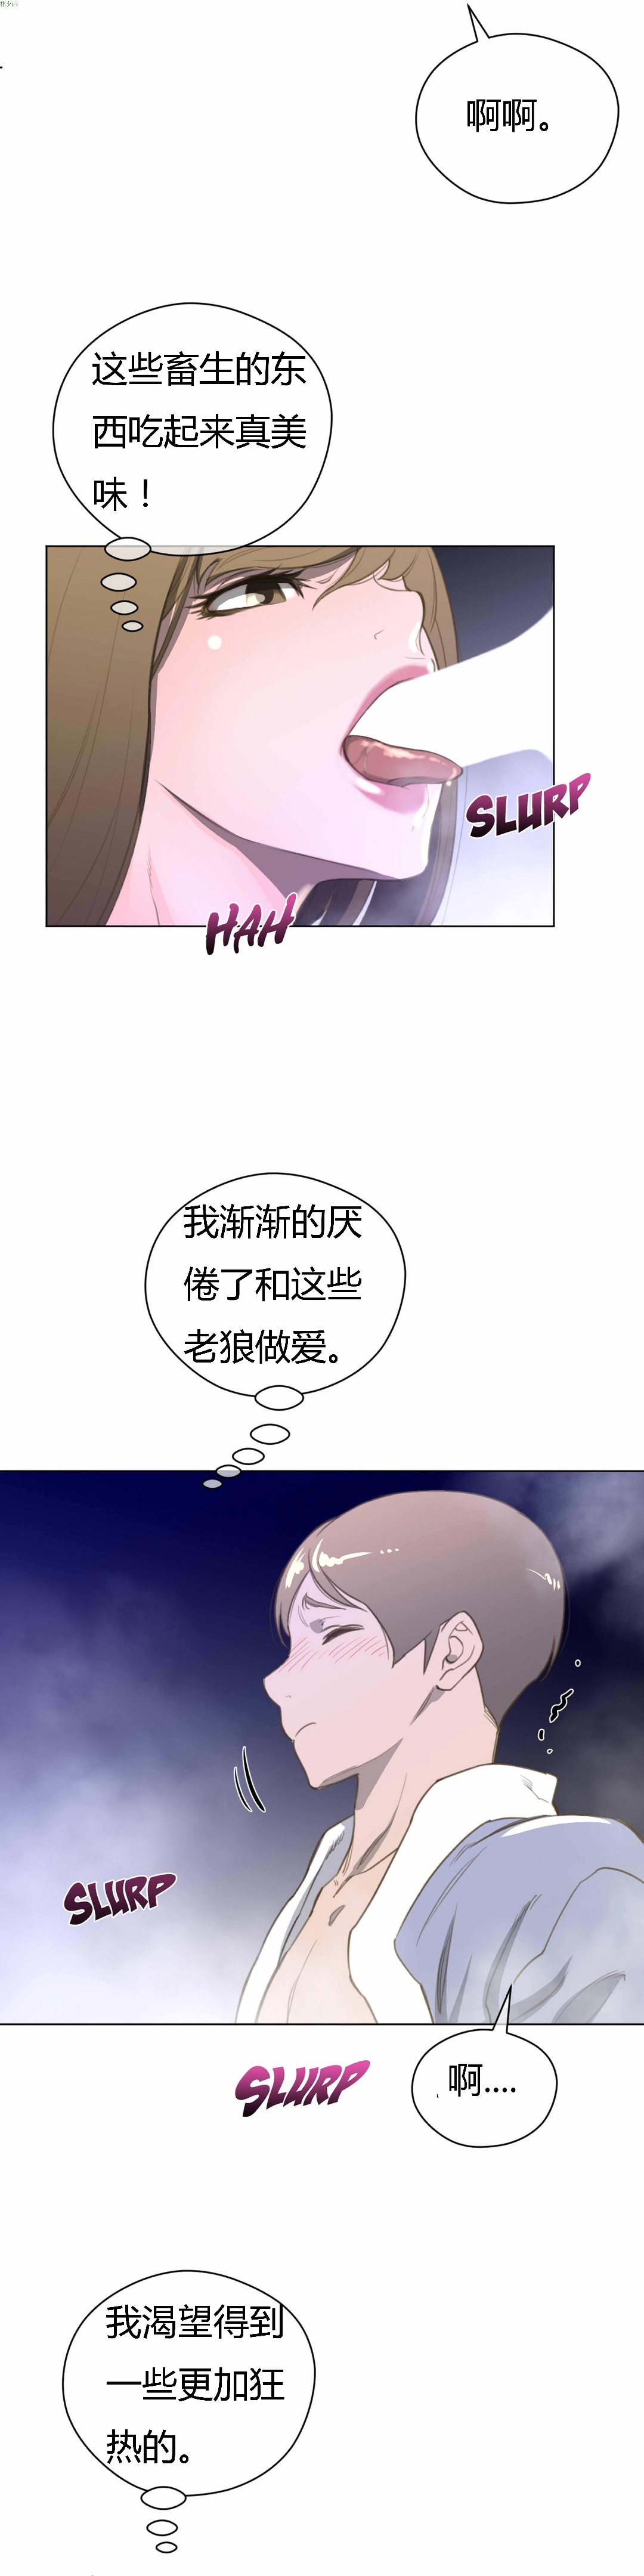 啊啊。
这些畜生的东
西吃起来真美
味！
SLURP
HAH
我渐渐的厌
倦了和这些
老狼做爱。
SLURP
SLURP
啊....
我渴望得到
一些更加狂
热的。